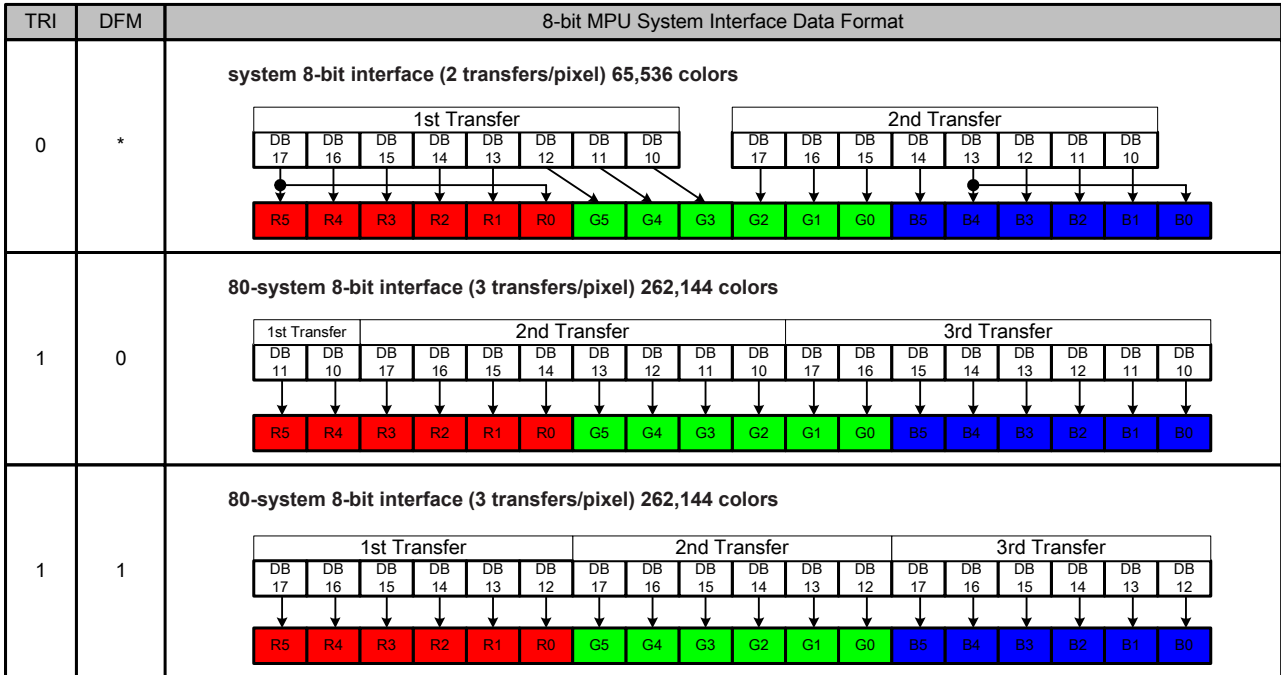 TRI DFM 8-bit MPU System Interface Data Format
0 *
system 8-bit interface (2 transfers/pixel) 65,536 colors
1st Transfer 2nd Transfer
DB DB DB DB DB DB DB DB DB DB DB DB DB DB DB DB
17 16 15 14 13 12 11 10 17 16 15 14 13 12 11 10
R5 R4 R3 R2 R1 R0 G5 G4 G3 G2 G1 G0 B5 B4 B3 B2 B1 B0
1 0
80-system 8-bit interface (3 transfers/pixel) 262,144 colors
1st Transfer 2nd Transfer 3rd Transfer
DB DB DB DB DB DB DB DB DB DB DB DB DB DB DB DB DB DB
11 10 17 16 15 14 13 12 11 10 17 16 15 14 13 12 11 10
R5 R4 R3 R2 R1 R0 G5 G4 G3 G2 G1 G0 B5 B4 B3 B2 B1 B0
1 1
80-system 8-bit interface (3 transfers/pixel) 262,144 colors
1st Transfer 2nd Transfer 3rd Transfer
DB DB DB DB DB DB DB DB DB DB DB DB DB DB DB DB DB DB
17 16 15 14 13 12 17 16 15 14 13 12 17 16 15 14 13 12
R5 R4 R3 R2 R1 R0 G5 G4 G3 G2 G1 G0 B5 B4 B3 B2 B1 B0